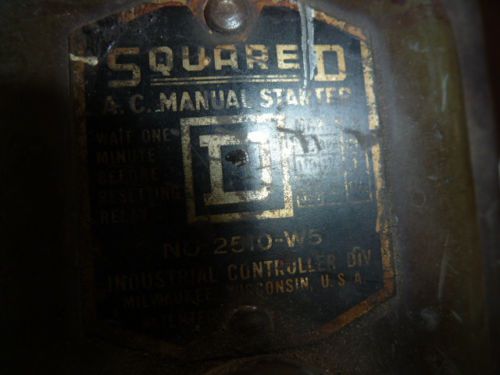 SQUARE D
A.C. MANUAL STARTER
WAIT ONE
MINUTE
BEFORE
RESETTING
RELAY
D
NO. 2510-W5
INDUSTRIAL CONTROLLER DIV
MILWAUKEE, WISCONSIN, U.S.A.